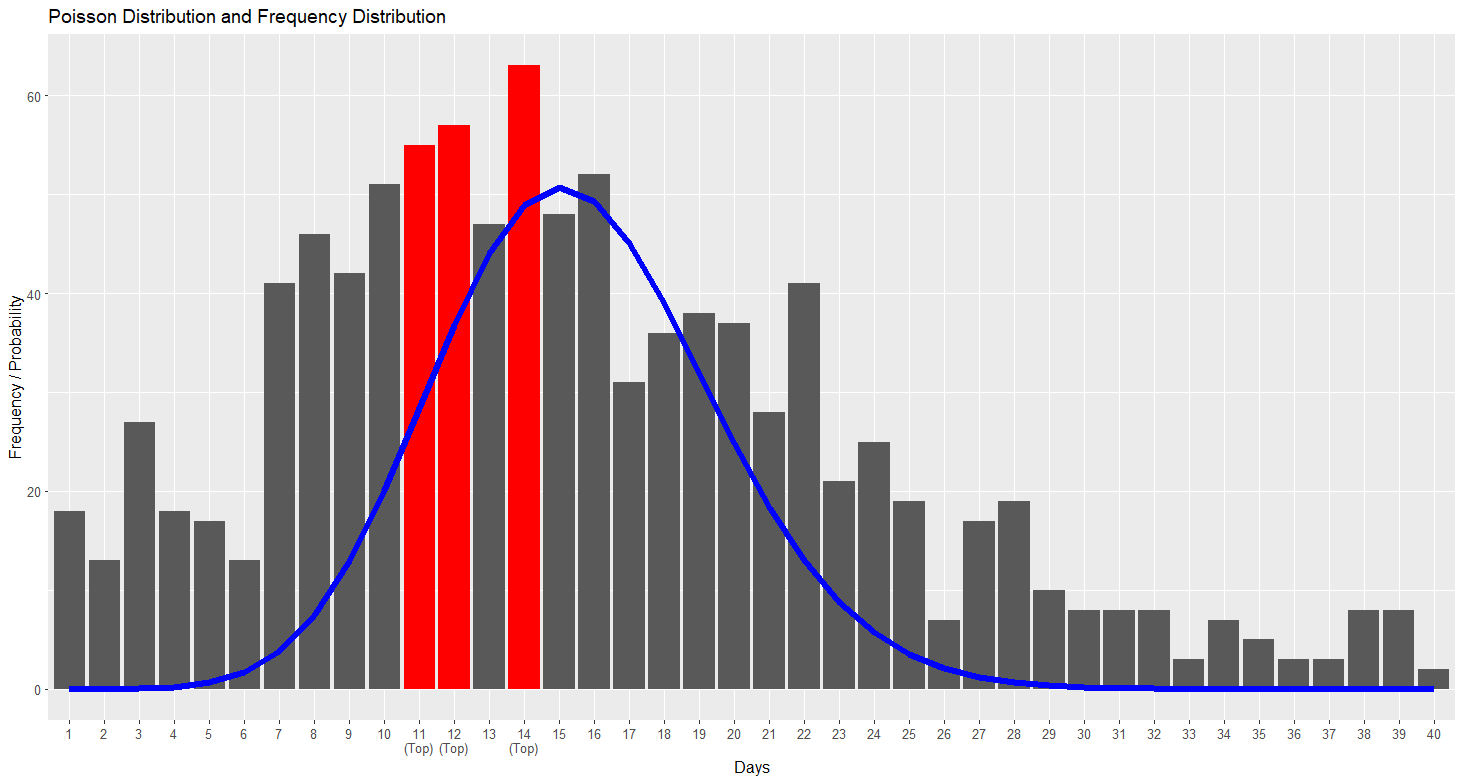 Poisson Distribution and Frequency Distribution
Frequency / Probability
60
40
20
0
1 2 3 4 5 6 7 8 9 10 11 12 13 14 15 16 17 18 19 20 21 22 23 24 25 26 27 28 29 30 31 32 33 34 35 36 37 38 39 40
(Top) (Top) (Top)
Days